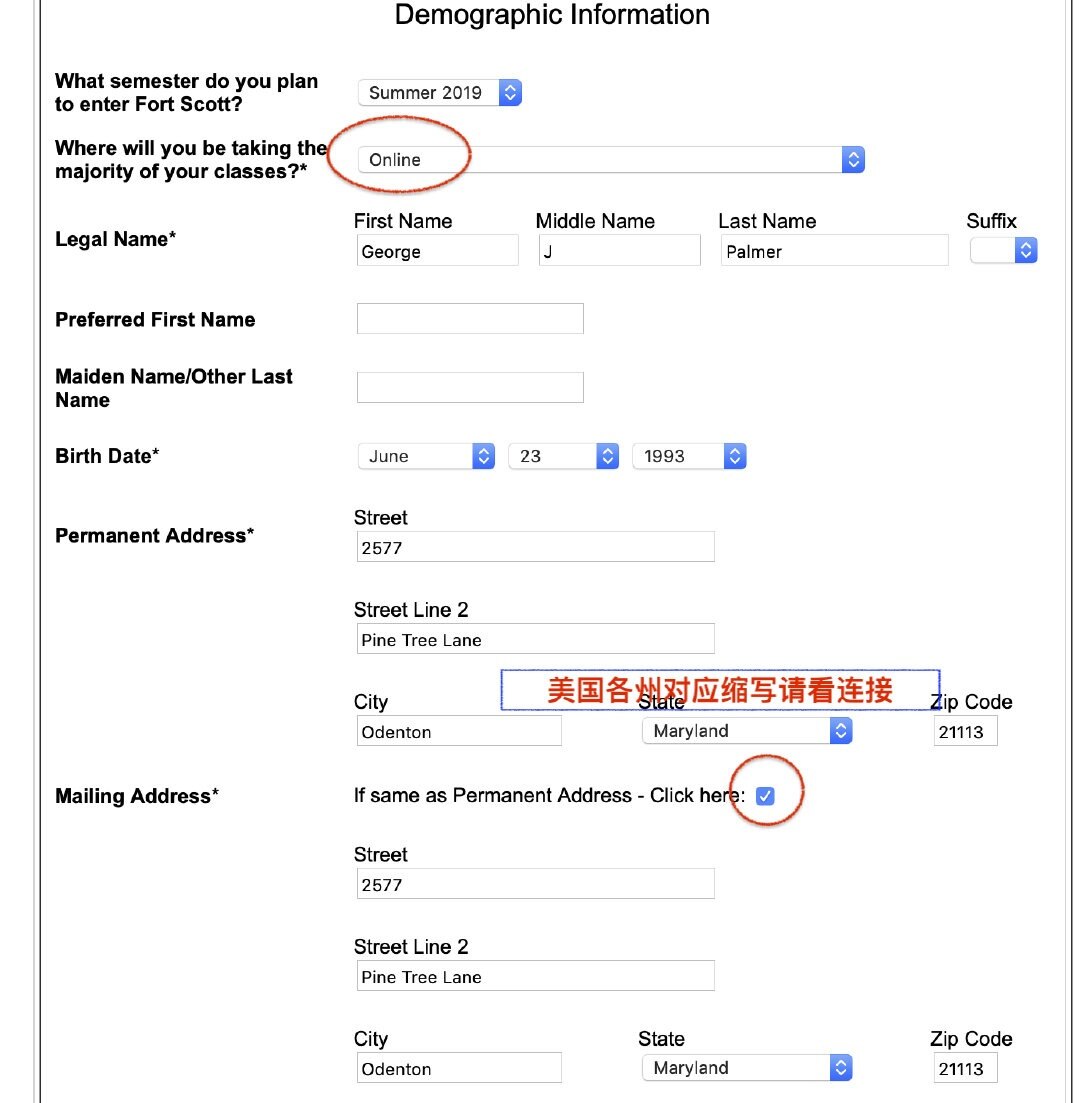 Demographic Information
What semester do you plan
to enter Fort Scott?
Summer 2019
Where will you be taking the
majority of your classes?*
Online
First Name Middle Name Last Name Suffix
Legal Name*
George J Palmer
Preferred First Name
Maiden Name/Other Last
Name
Birth Date* June 23 1993
Street
Permanent Address*
2577
Street Line 2
Pine Tree Lane
美国各州对应缩写请看连接
City State Zip Code
Odenton Maryland 21113
Mailing Address* If same as Permanent Address - Click here:
Street
2577
Street Line 2
Pine Tree Lane
City State Zip Code
Odenton Maryland 21113